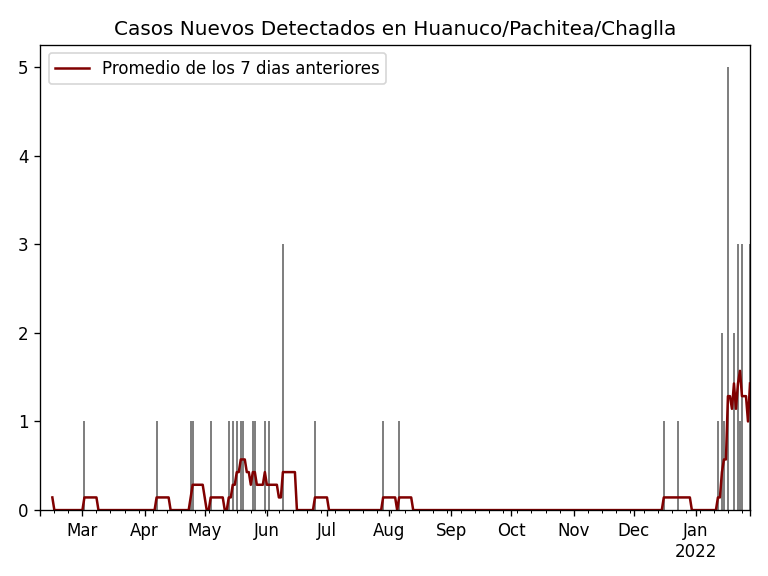 Casos Nuevos Detectados en Huanuco/Pachitea/Chaglla
Promedio de los 7 dias anteriores
5
4
3
2
1
0
Mar Apr May Jun Jul Aug Sep Oct Nov Dec Jan
2022